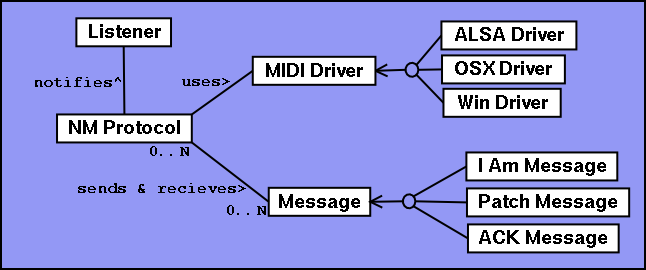 Listener
ALSA Driver
notifies^
uses>
MIDI Driver
OSX Driver
Win Driver
NM Protocol
0..N
I Am Message
sends & recieves>
0..N
Message
Patch Message
ACK Message